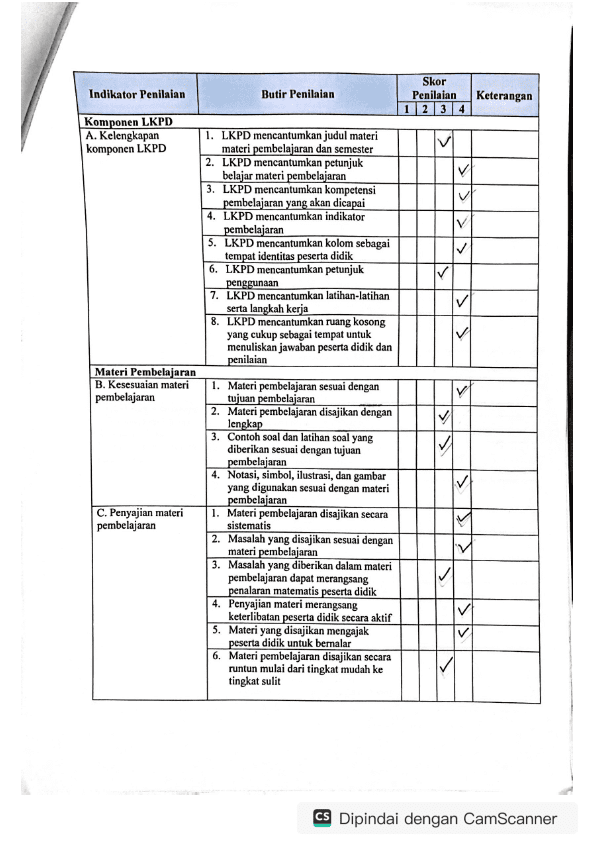 Indikator Penilaian
Butir Penilaian
Skor
Penilaian
Keterangan
1 2 3 4
Komponen LKPD
A. Kelengkapan
komponen LKPD
1. LKPD mencantumkan judul materi
materi pembelajaran dan semester
✓
2. LKPD mencantumkan petunjuk
belajar materi pembelajaran
✓
3. LKPD mencantumkan kompetensi
pembelajaran yang akan dicapai
✓
4. LKPD mencantumkan indikator
pembelajaran
✓
5. LKPD mencantumkan kolom sebagai
tempat identitas peserta didik
✓
6. LKPD mencantumkan petunjuk
penggunaan
✓
7. LKPD mencantumkan latihan-latihan
serta langkah kerja
✓
8. LKPD mencantumkan ruang kosong
yang cukup sebagai tempat untuk
menuliskan jawaban peserta didik dan
penilaian
✓
Materi Pembelajaran
B. Kesesuaian materi
pembelajaran
1. Materi pembelajaran sesuai dengan
tujuan pembelajaran
✓
2. Materi pembelajaran disajikan dengan
lengkap
✓
3. Contoh soal dan latihan soal yang
diberikan sesuai dengan tujuan
pembelajaran
✓
4. Notasi, simbol, ilustrasi, dan gambar
yang digunakan sesuai dengan materi
pembelajaran
✓
C. Penyajian materi
pembelajaran
1. Materi pembelajaran disajikan secara
sistematis
✓
2. Masalah yang disajikan sesuai dengan
materi pembelajaran
✓
3. Masalah yang diberikan dalam materi
pembelajaran dapat merangsang
penalaran matematis peserta didik
✓
4. Penyajian materi merangsang
keterlibatan peserta didik secara aktif
✓
5. Materi yang disajikan mengajak
peserta didik untuk bernalar
✓
6. Materi pembelajaran disajikan secara
runtun mulai dari tingkat mudah ke
tingkat sulit
✓
CS Dipindai dengan CamScanner